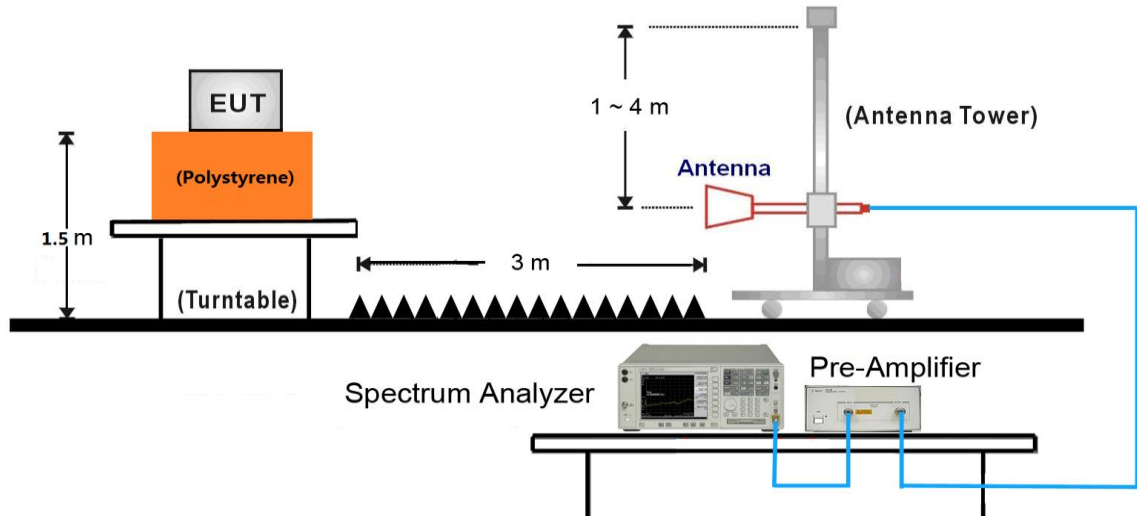 EUT
1 ~ 4 m
(Antenna Tower)
Antenna
(Polystyrene)
1.5 m
3 m
(Turntable)
Spectrum Analyzer
Pre-Amplifier